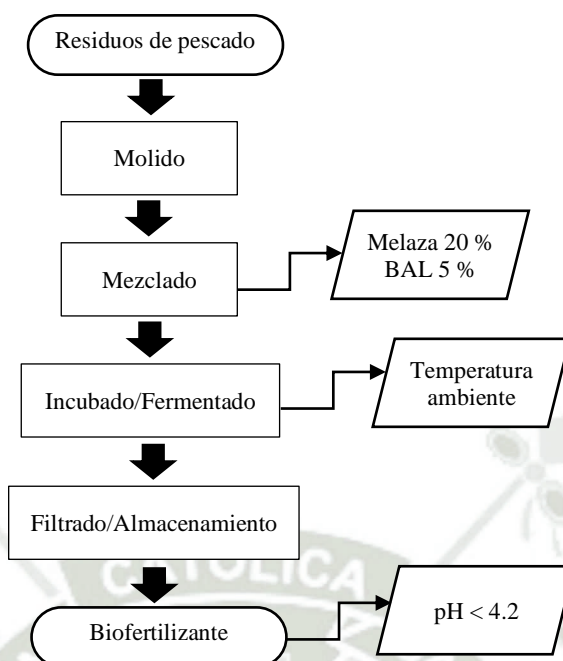 Residuos de pescado
Molido
Mezclado
Melaza 20 %
BAL 5 %
Incubado/Fermentado
Temperatura
ambiente
Filtrado/Almacenamiento
CATOLICA
Biofertilizante
pH < 4.2